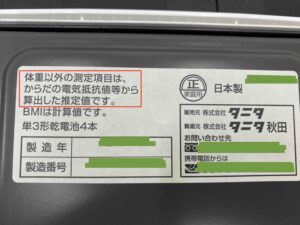 体重以外の測定項目は、
からだの電気抵抗値等から
算出した推定値です。
BMIは計算値です。
単3形乾電池4本
製造年
製造番号
正
家庭用
日本製
販売元 株式会社 タニタ
製造元 株式会社 タニタ秋田
お問い合わせ先
携帯電話からは